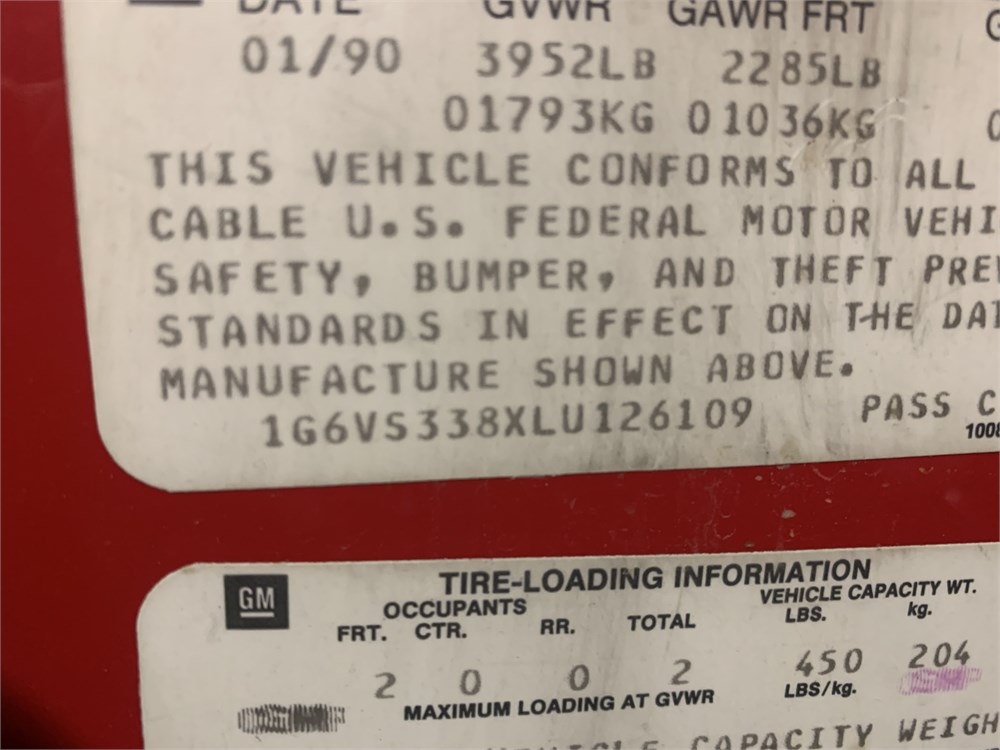 DATE GVWR GAWR FRT
01/90 3952LB 2285LB
01793KG 01036KG
THIS VEHICLE CONFORMS TO ALL
CABLE U.S. FEDERAL MOTOR VEHI
SAFETY, BUMPER, AND THEFT PREV
STANDARDS IN EFFECT ON THE DAT
MANUFACTURE SHOWN ABOVE.
1G6VS338XLU126109 PASS C
1008
GM
TIRE-LOADING INFORMATION
OCCUPANTS VEHICLE CAPACITY WT.
FRT. CTR. RR. TOTAL LBS. kg.
2 0 0 2 450 204
MAXIMUM LOADING AT GVWR LBS/kg.
CAPACITY WEIGH